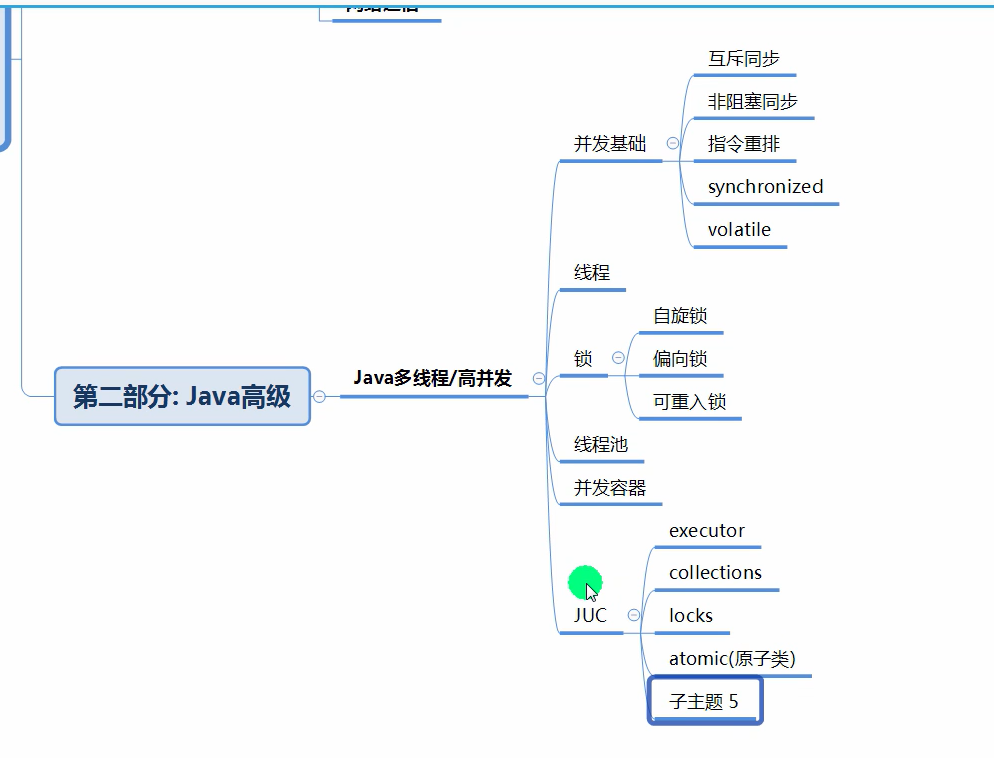 互斥同步
非阻塞同步
并发基础
指令重排
synchronized
volatile
线程
自旋锁
锁
偏向锁
第二部分: Java高级
Java多线程/高并发
可重入锁
线程池
并发容器
executor
collections
JUC
locks
atomic(原子类)
子主题 5